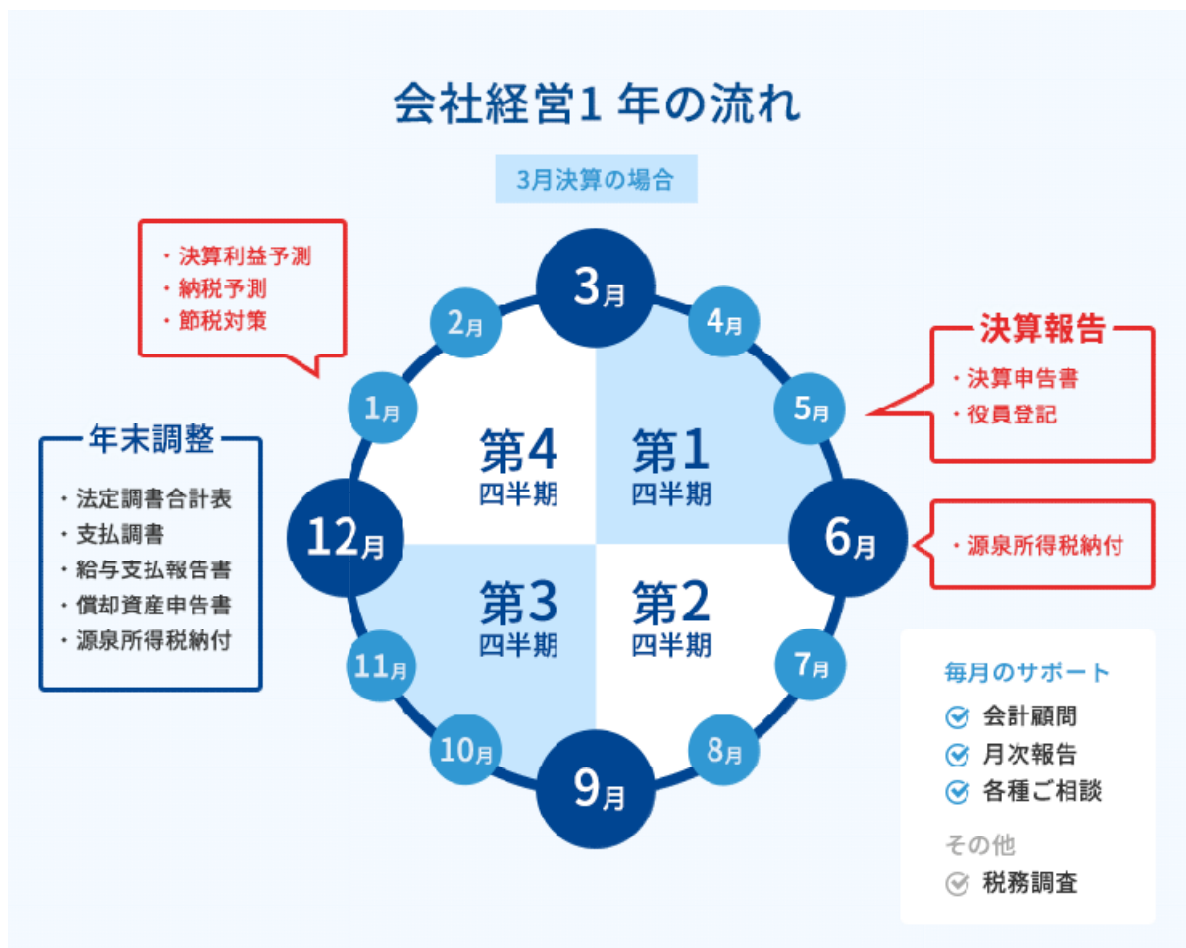 会社経営1年の流れ
3月決算の場合
・決算利益予測
・納税予測
・節税対策
3月
4月
5月
6月
7月
8月
9月
10月
11月
12月
1月
2月
第1
四半期
第2
四半期
第3
四半期
第4
四半期
決算報告
・決算申告書
・役員登記
・源泉所得税納付
年末調整
・法定調書合計表
・支払調書
・給与支払報告書
・償却資産申告書
・源泉所得税納付
毎月のサポート
会計顧問
月次報告
各種ご相談
その他
税務調査